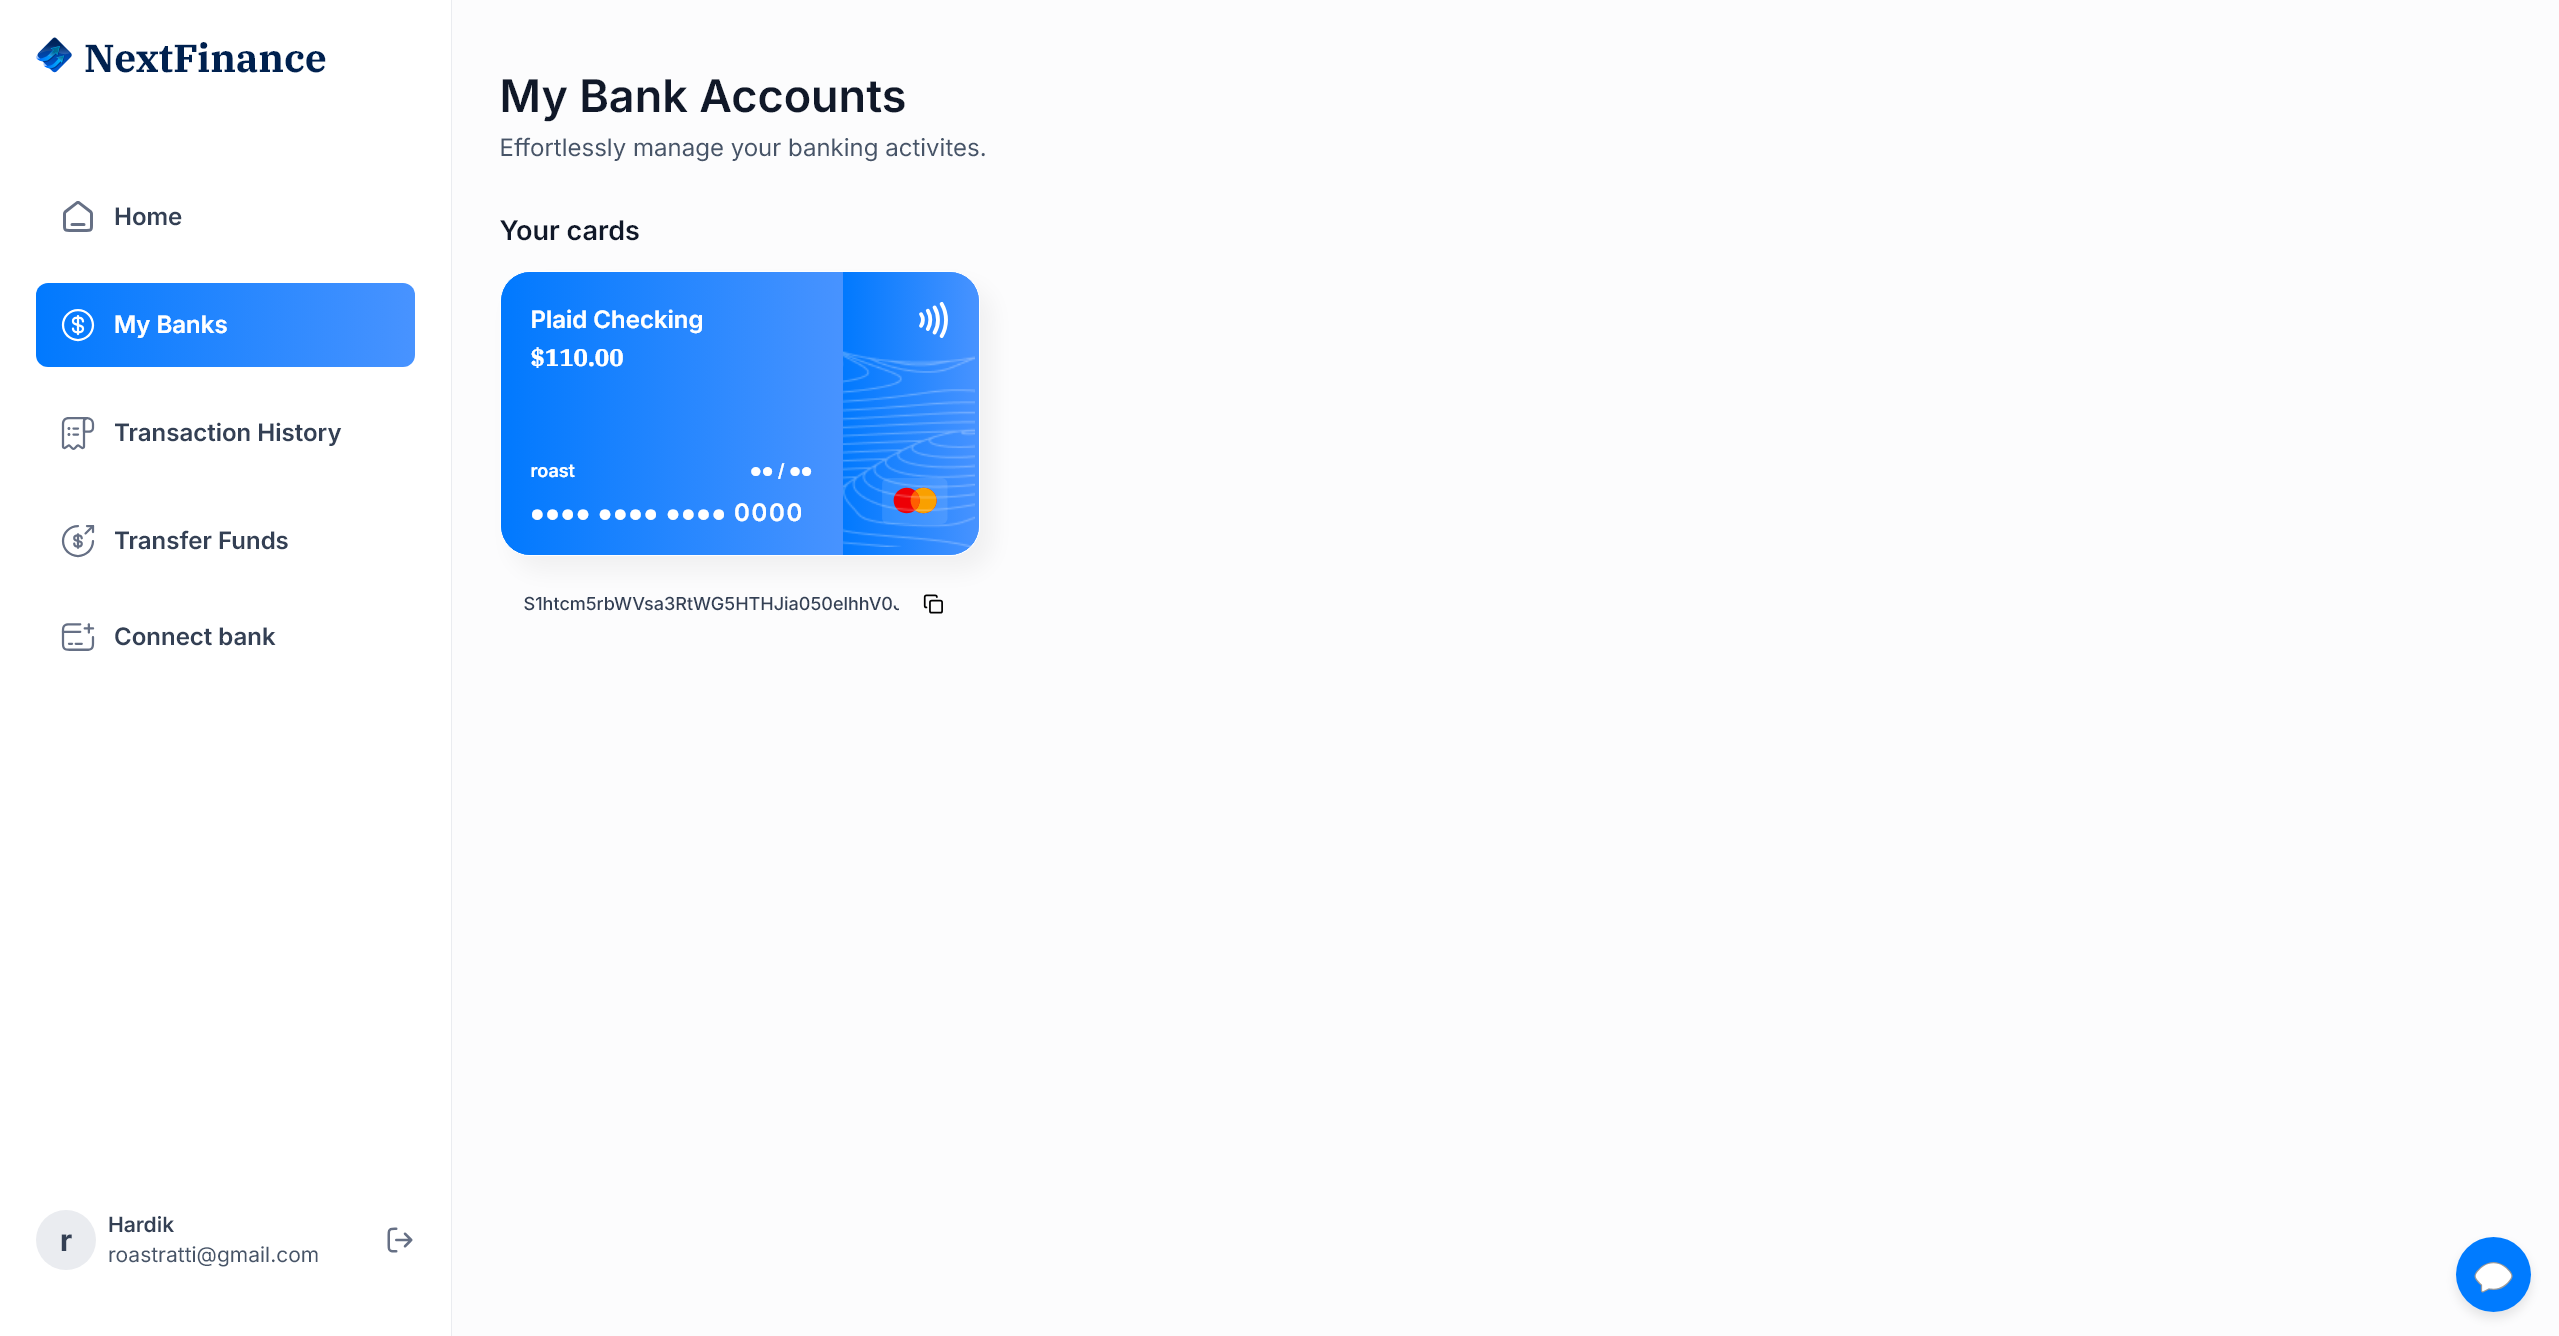 NextFinance
Home
My Banks
Transaction History
Transfer Funds
Connect bank
Hardik
r
roastratti@gmail.com
My Bank Accounts
Effortlessly manage your banking activites.
Your cards
Plaid Checking
$110.00
roast
●● / ●●
●●●● ●●●● ●●●● 0000